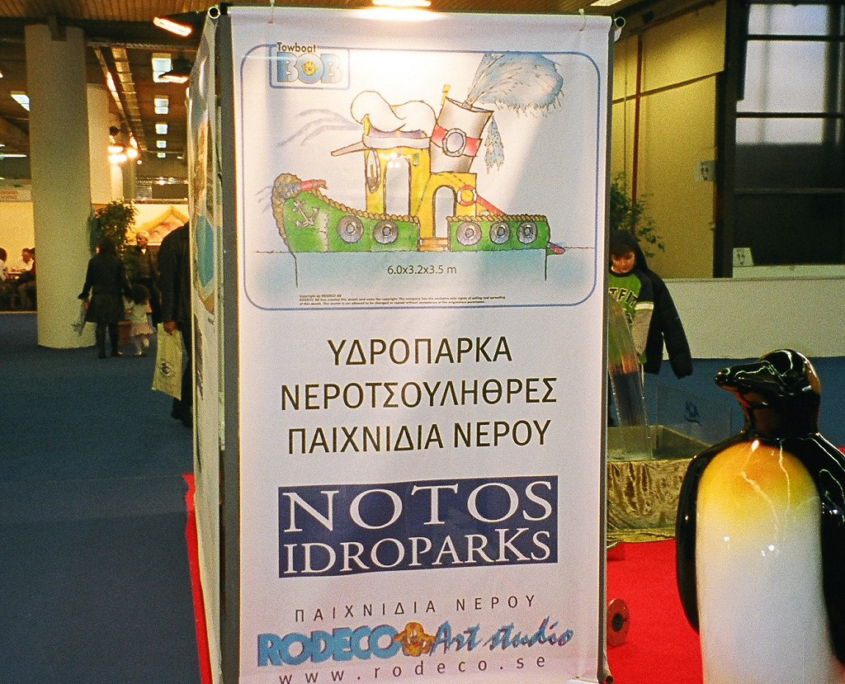 Towboat
BOB
6.0x3.2x3.5 m
ΥΔΡΟΠΑΡΚΑ
ΝΕΡΟΤΣΟΥΛΗΘΡΕΣ
ΠΑΙΧΝΙΔΙΑ ΝΕΡΟΥ
NOTOS
IDROPARKS
ΠΑΙΧΝΙΔΙΑ ΝΕΡΟΥ
RODECO Art studio
www.rodeco.se